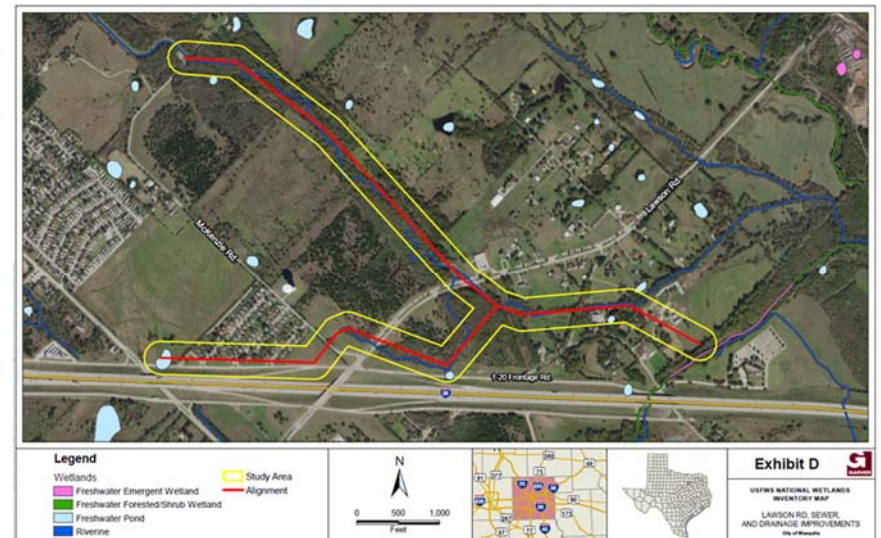 McKenzie Rd
Lawson Rd
I-20 Frontage Rd
20
Legend
Wetlands
Freshwater Emergent Wetland
Freshwater Forested/Shrub Wetland
Freshwater Pond
Riverine
Study Area
Alignment
N
0 500 1,000
Feet
Exhibit D
GARVER
USFWS NATIONAL WETLANDS
INVENTORY MAP
LAWSON RD, SEWER,
AND DRAINAGE IMPROVEMENTS
City of Mesquite